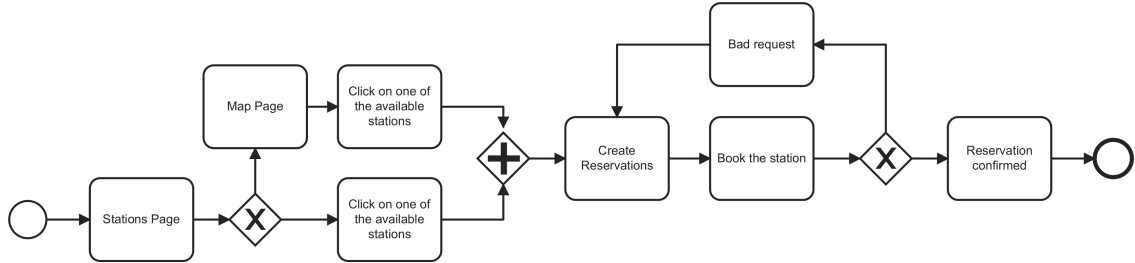 Bad request
Map Page
Click on one of
the available
stations
Create
Reservations
Book the station
Reservation
confirmed
Stations Page
Click on one of
the available
stations